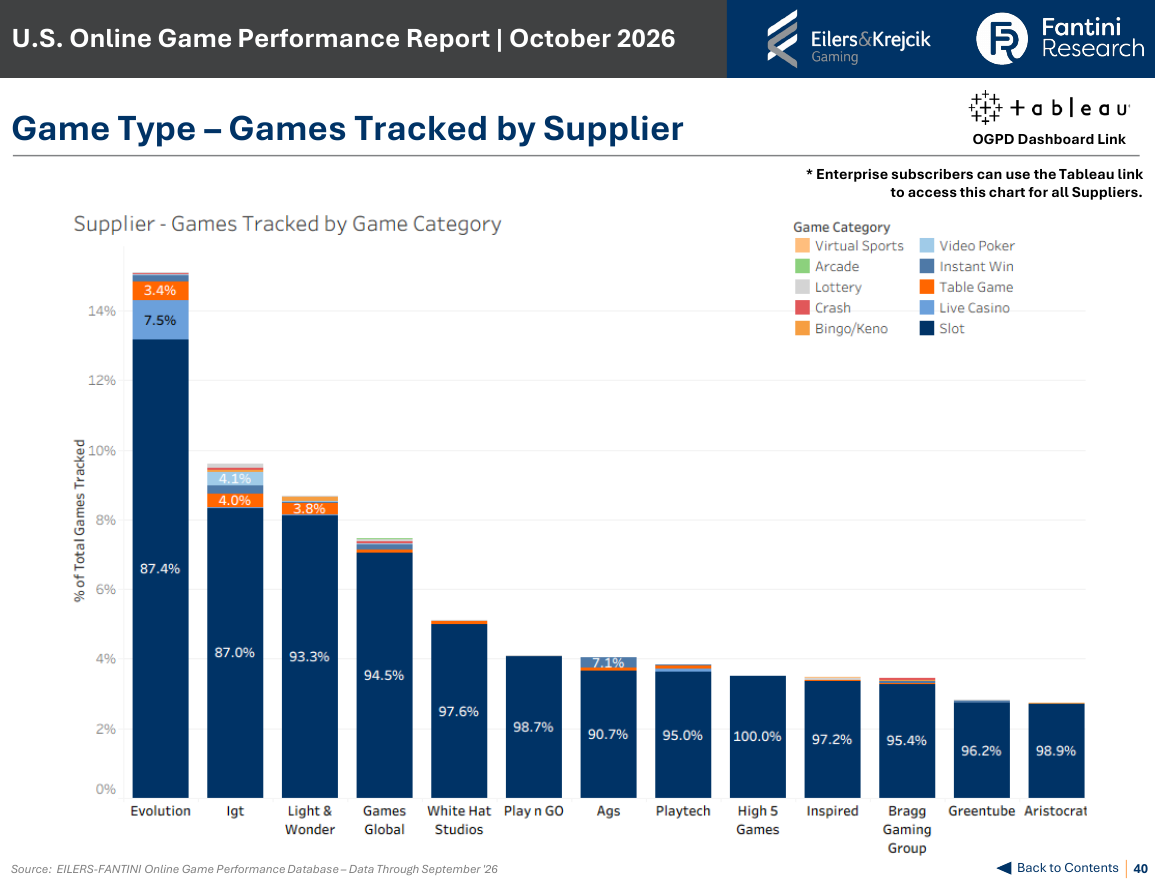 U.S. Online Game Performance Report | October 2026
Eilers&Krejcik
Gaming
Fantini
Research
Game Type – Games Tracked by Supplier
+ableau
OGPD Dashboard Link
* Enterprise subscribers can use the Tableau link
to access this chart for all Suppliers.
Supplier - Games Tracked by Game Category
Game Category
Virtual Sports
Video Poker
Arcade
Instant Win
Lottery
Table Game
Crash
Live Casino
Bingo/Keno
Slot
% of Total Games Tracked
14%
12%
10%
8%
6%
4%
2%
0%
3.4%
7.5%
87.4%
4.1%
4.0%
87.0%
3.8%
93.3%
94.5%
97.6%
98.7%
7.1%
90.7%
95.0%
100.0%
97.2%
95.4%
96.2%
98.9%
Evolution
Igt
Light &
Wonder
Games
Global
White Hat
Studios
Play n GO
Ags
Playtech
High 5
Games
Inspired
Bragg
Gaming
Group
Greentube
Aristocrat
Source: EILERS-FANTINI Online Game Performance Database – Data Through September '26
Back to Contents
40